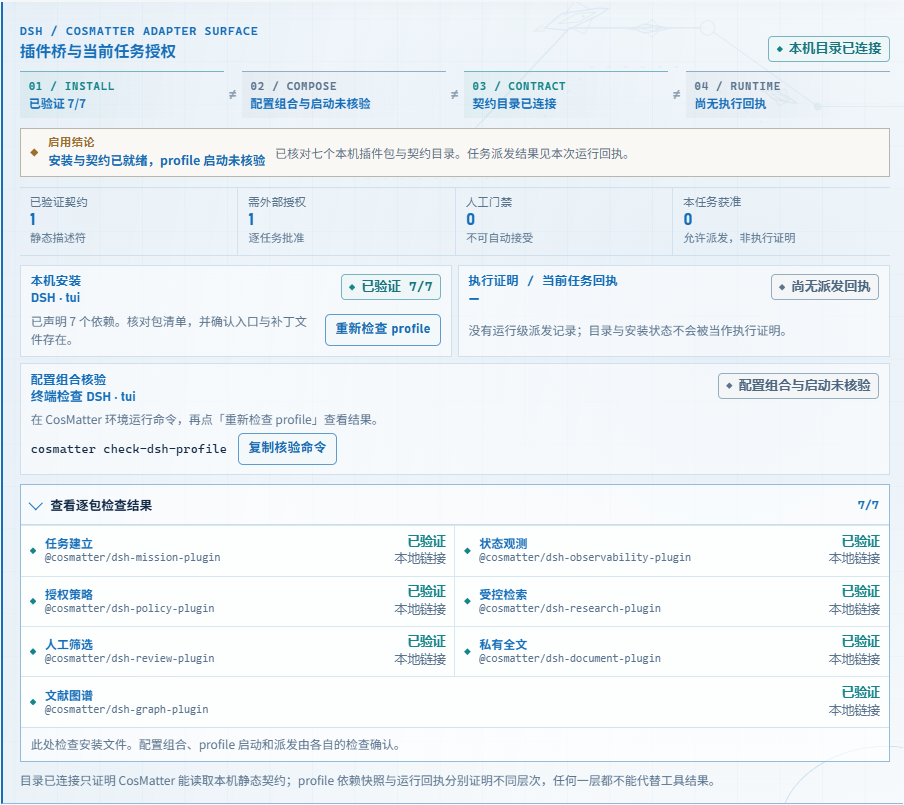 DSH / COSMATTER ADAPTER SURFACE
插件桥与当前任务授权
本机目录已连接
01 / INSTALL
已验证 7/7
≠
02 / COMPOSE
配置组合与启动未核验
≠
03 / CONTRACT
契约目录已连接
≠
04 / RUNTIME
尚无执行回执
启用结论
安装与契约已就绪，profile 启动未核验
已核对七个本机插件包与契约目录。任务派发结果见本次运行回执。
已验证契约
1
静态描述符
需外部授权
1
逐任务批准
人工门禁
0
不可自动接受
本任务获准
0
允许派发，非执行证明
本机安装
DSH · tui
已验证 7/7
已声明 7 个依赖。核对包清单，并确认入口与补丁文
件存在。
重新检查 profile
执行证明 / 当前任务回执
—
尚无派发回执
没有运行级派发记录；目录与安装状态不会被当作执行证明。
配置组合核验
终端检查 DSH · tui
配置组合与启动未核验
在 CosMatter 环境运行命令，再点「重新检查 profile」查看结果。
cosmatter check-dsh-profile
复制核验命令
查看逐包检查结果
7/7
任务建立
@cosmatter/dsh-mission-plugin
已验证
本地链接
状态观测
@cosmatter/dsh-observability-plugin
已验证
本地链接
授权策略
@cosmatter/dsh-policy-plugin
已验证
本地链接
受控检索
@cosmatter/dsh-research-plugin
已验证
本地链接
人工筛选
@cosmatter/dsh-review-plugin
已验证
本地链接
私有全文
@cosmatter/dsh-document-plugin
已验证
本地链接
文献图谱
@cosmatter/dsh-graph-plugin
已验证
本地链接
此处检查安装文件。配置组合、profile 启动和派发由各自的检查确认。
目录已连接只证明 CosMatter 能读取本机静态契约；profile 依赖快照与运行回执分别证明不同层次，任何一层都不能代替工具结果。